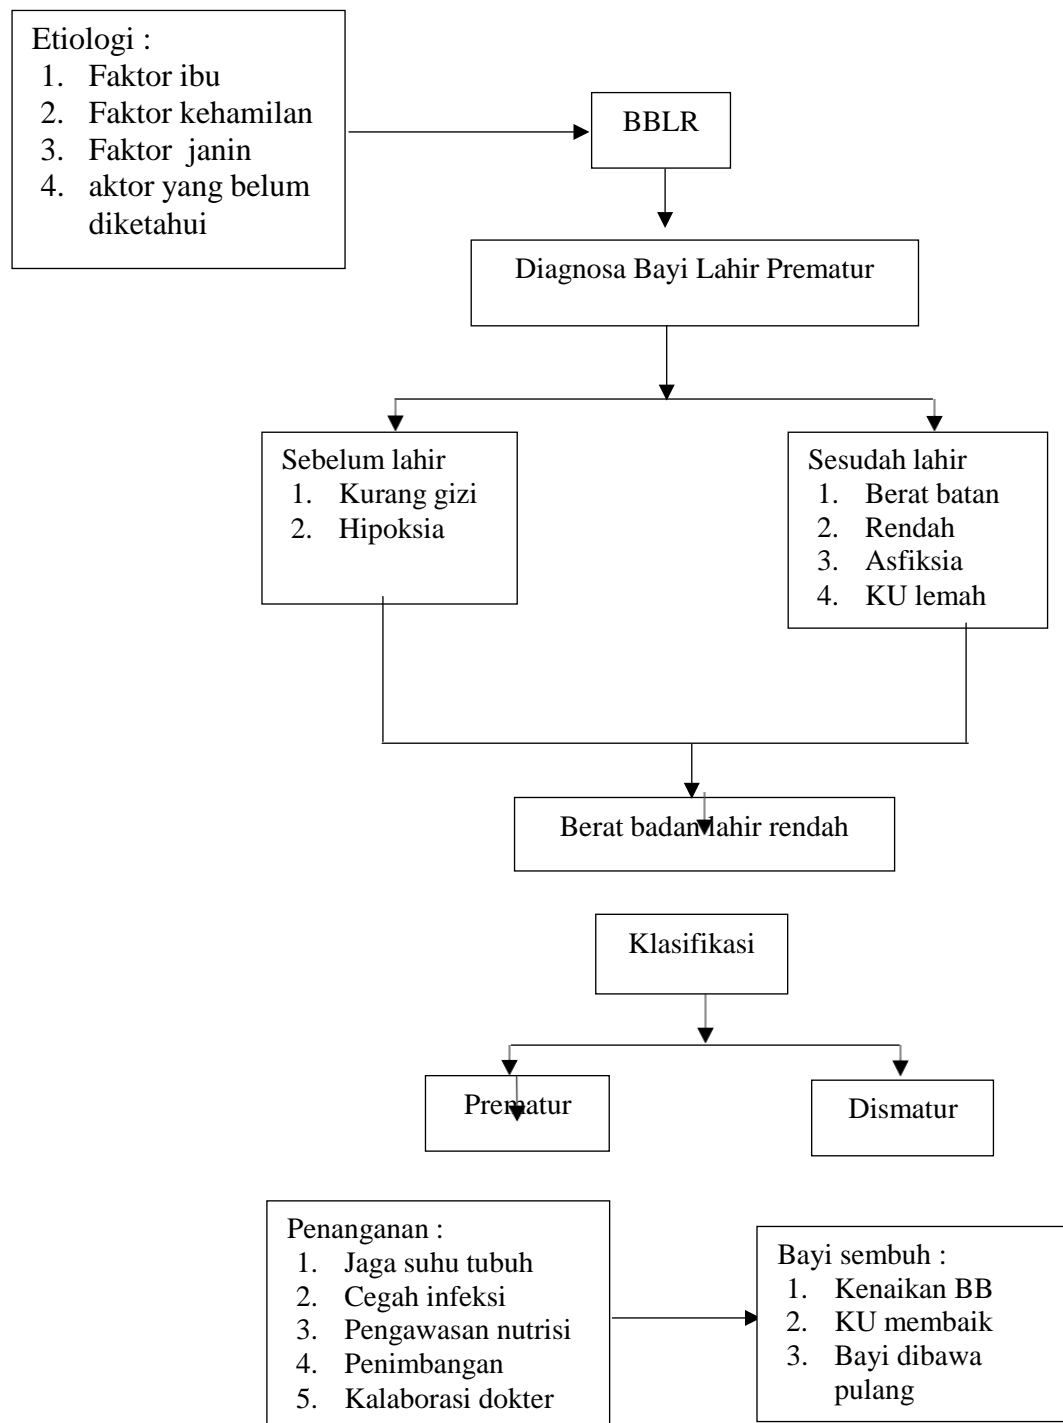 Etiologi :
1. Faktor ibu
2. Faktor kehamilan
3. Faktor janin
4. aktor yang belum
diketahui
BBLR
Diagnosa Bayi Lahir Prematur
Sebelum lahir
1. Kurang gizi
2. Hipoksia
Sesudah lahir
1. Berat batan
2. Rendah
3. Asfiksia
4. KU lemah
Berat badan lahir rendah
Klasifikasi
Prematur
Dismatur
Penanganan :
1. Jaga suhu tubuh
2. Cegah infeksi
3. Pengawasan nutrisi
4. Penimbangan
5. Kalaborasi dokter
Bayi sembuh :
1. Kenaikan BB
2. KU membaik
3. Bayi dibawa
pulang